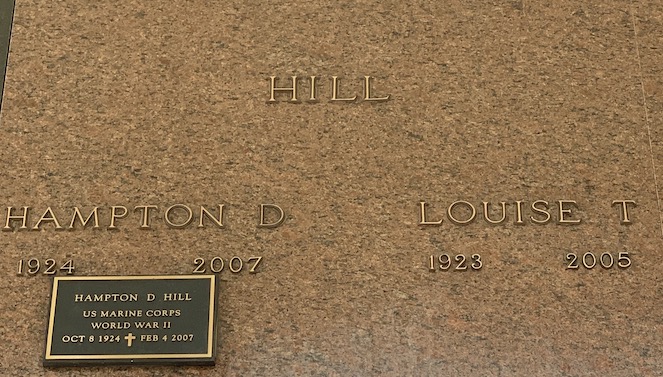 HILL
HAMPTON D
1924 2007
LOUISE T
1923 2005
HAMPTON D HILL
US MARINE CORPS
WORLD WAR II
OCT 8 1924 ✝ FEB 4 2007